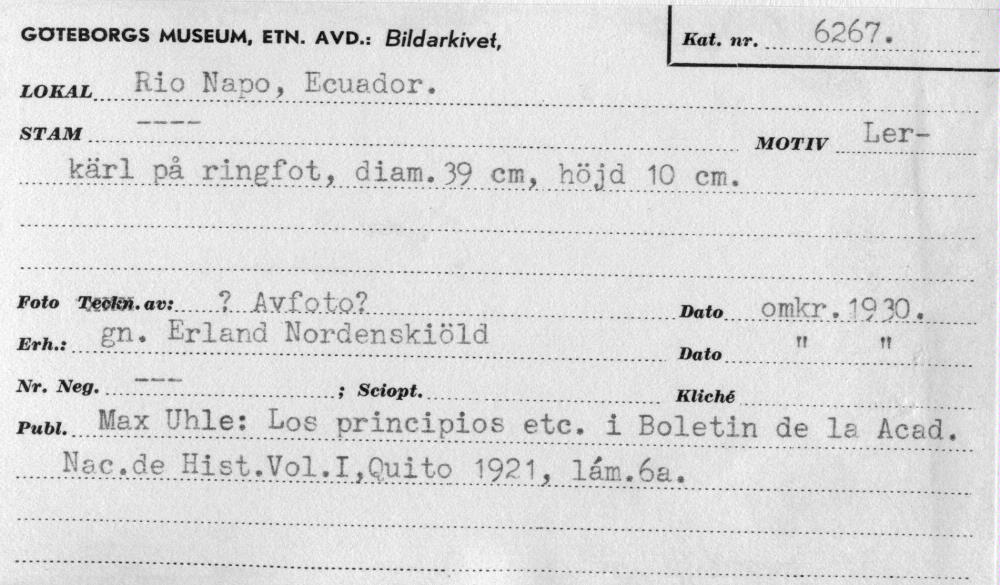 GÖTEBORGS MUSEUM, ETN. AVD.: Bildarkivet,
Kat. nr. 6267.
LOKAL Rio Napo, Ecuador.
STAM ----
MOTIV Ler-
kärl på ringfot, diam. 39 cm, höjd 10 cm.
Foto Teckn. av: ? Avfoto? Dato omkr. 1930.
Erh.: gn. Erland Nordenskiöld Dato " "
Nr. Neg. --- ; Sciopt. Kliché
Publ. Max Uhle: Los principios etc. i Boletin de la Acad.
Nac.de Hist.Vol.I,Quito 1921, lám.6a.